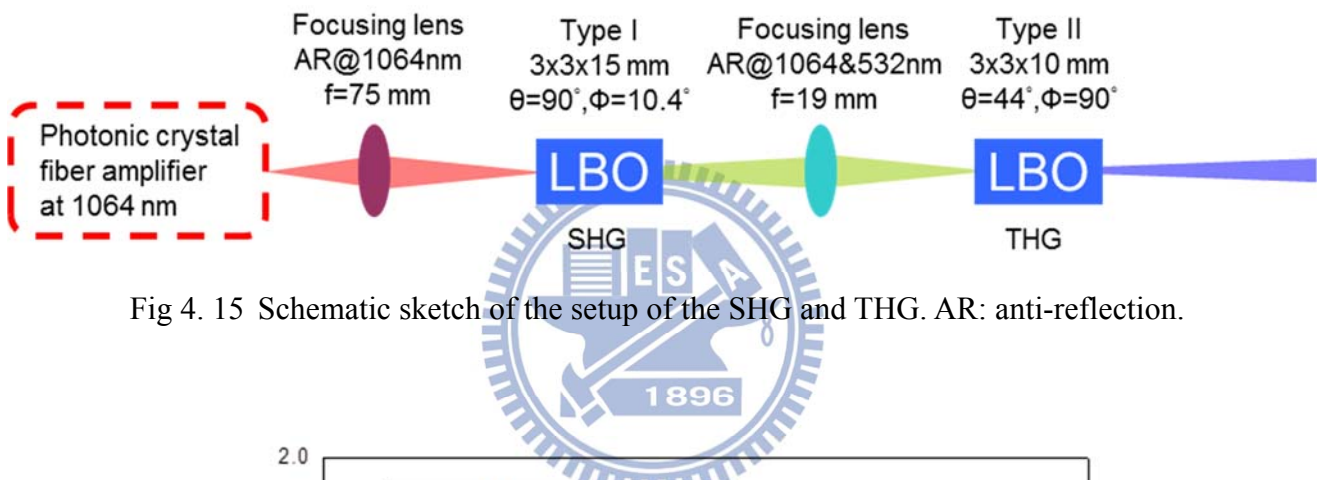 Focusing lens
AR@1064nm
f=75 mm
Type I
3x3x15 mm
θ=90˚,Φ=10.4˚
Focusing lens
AR@1064&532nm
f=19 mm
Type II
3x3x10 mm
θ=44˚,Φ=90˚
Photonic crystal
fiber amplifier
at 1064 nm
LBO
LBO
SHG
THG
E S A
1896
Fig 4. 15 Schematic sketch of the setup of the SHG and THG. AR: anti-reflection.
2.0